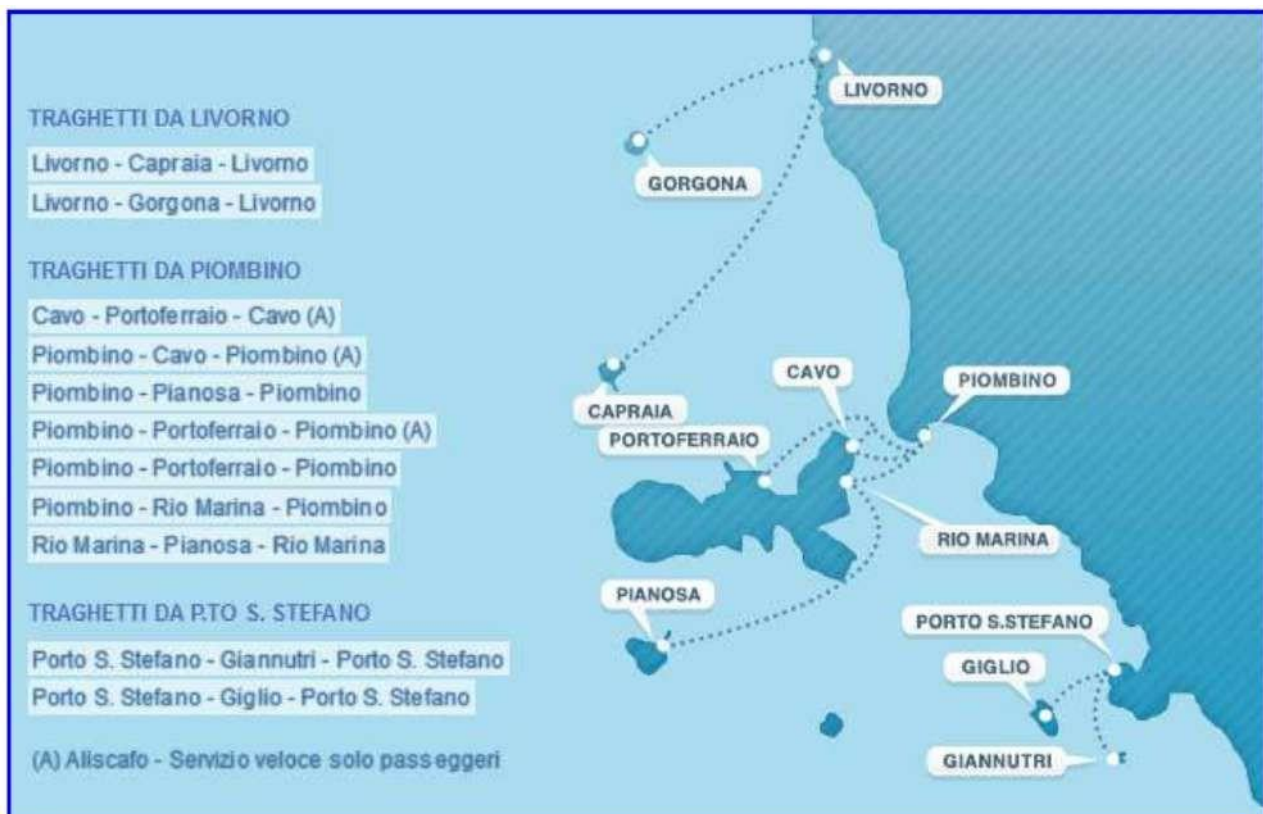 TRAGHETTI DA LIVORNO
Livorno - Capraia - Livorno
Livorno - Gorgona - Livorno
TRAGHETTI DA PIOMBINO
Cavo - Portoferraio - Cavo (A)
Piombino - Cavo - Piombino (A)
Piombino - Pianosa - Piombino
Piombino - Portoferraio - Piombino (A)
Piombino - Portoferraio - Piombino
Piombino - Rio Marina - Piombino
Rio Marina - Pianosa - Rio Marina
TRAGHETTI DA P.TO S. STEFANO
Porto S. Stefano - Giannutri - Porto S. Stefano
Porto S. Stefano - Giglio - Porto S. Stefano
(A) Aliscafo - Servizio veloce solo passeggeri
LIVORNO
GORGONA
CAPRAIA
CAVO
PIOMBINO
PORTOFERRAIO
RIO MARINA
PIANOSA
PORTO S.STEFANO
GIGLIO
GIANNUTRI